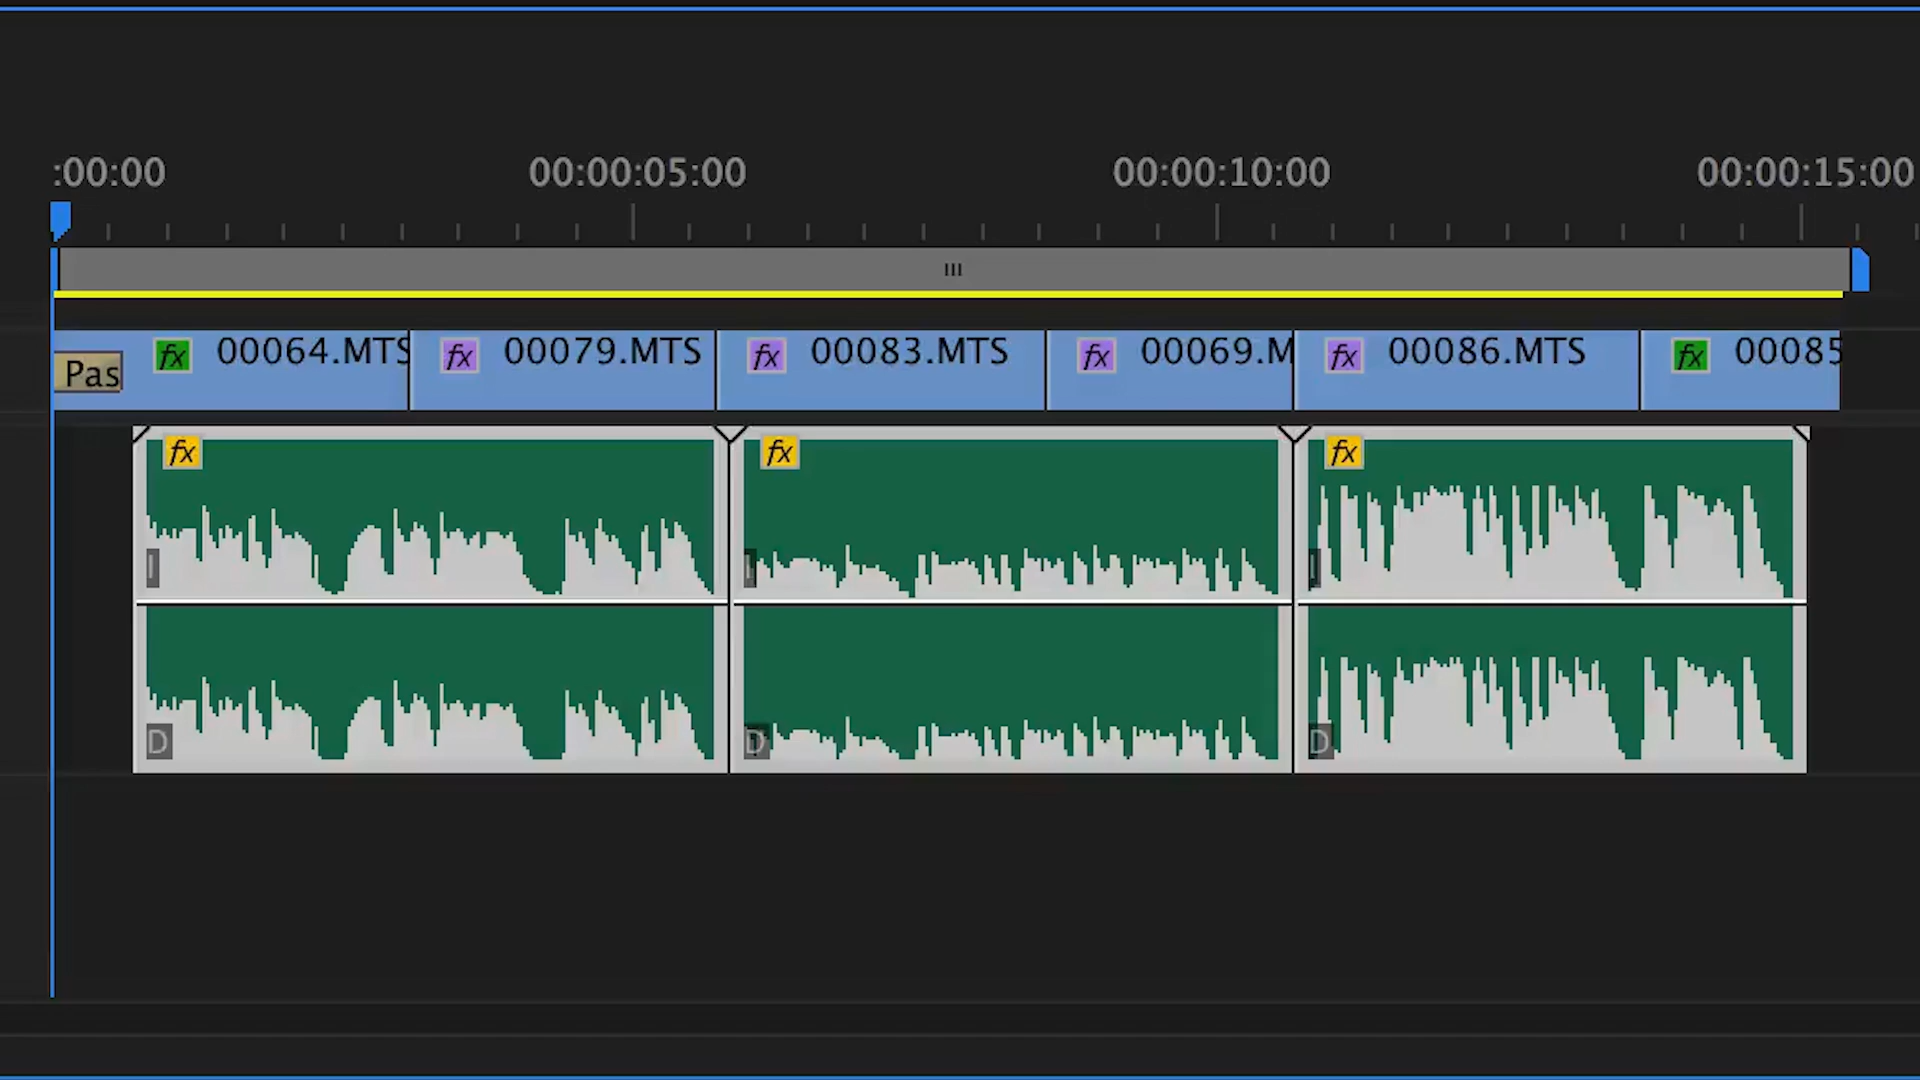 :00:00 00:00:05:00 00:00:10:00 00:00:15:00
Pas fx 00064.MTS fx 00079.MTS fx 00083.MTS fx 00069.M fx 00086.MTS fx 00085
fx fx fx
D D D